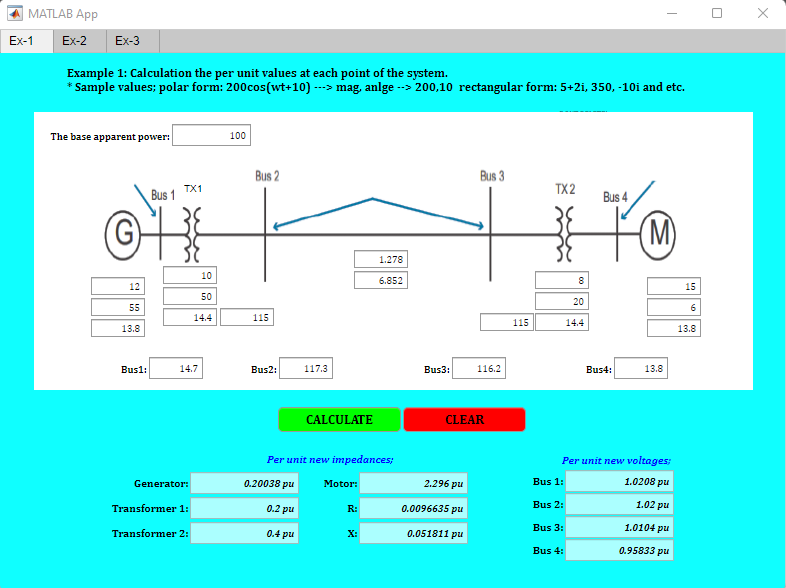 MATLAB App
Ex-1 Ex-2 Ex-3
Example 1: Calculation the per unit values at each point of the system.
* Sample values; polar form: 200cos(wt+10) ---> mag, anlge --> 200,10 rectangular form: 5+2i, 350, -10i and etc.
The base apparent power: 100
Bus 2 Bus 3
Bus 1 TX1 TX2 Bus 4
G M
12 10 1.278 8 15
55 50 6.852 20 6
13.8 14.4 115 115 14.4 13.8
Bus1: 14.7 Bus2: 117.3 Bus3: 116.2 Bus4: 13.8
CALCULATE CLEAR
Per unit new impedances; Per unit new voltages;
Generator: 0.20038 pu Motor: 2.296 pu Bus 1: 1.0208 pu
Transformer 1: 0.2 pu R: 0.0096635 pu Bus 2: 1.02 pu
Transformer 2: 0.4 pu X: 0.051811 pu Bus 3: 1.0104 pu
Bus 4: 0.95833 pu